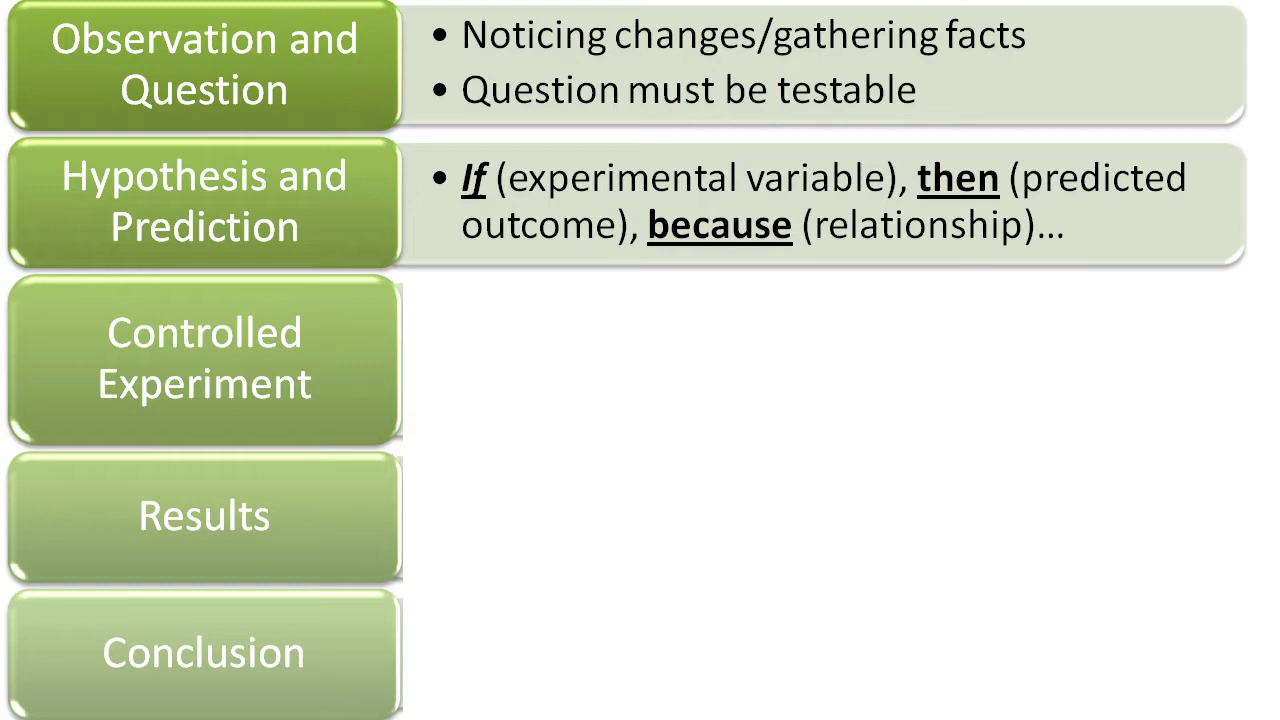 Observation and
Question
• Noticing changes/gathering facts
• Question must be testable
Hypothesis and
Prediction
• If (experimental variable), then (predicted
outcome), because (relationship)…
Controlled
Experiment
Results
Conclusion